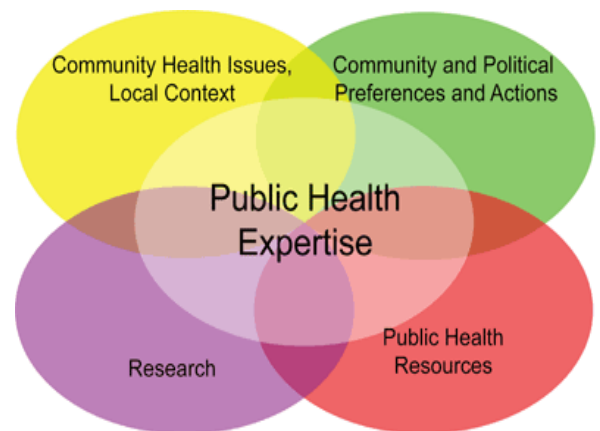 Community Health Issues,
Local Context
Community and Political
Preferences and Actions
Public Health
Expertise
Research
Public Health
Resources